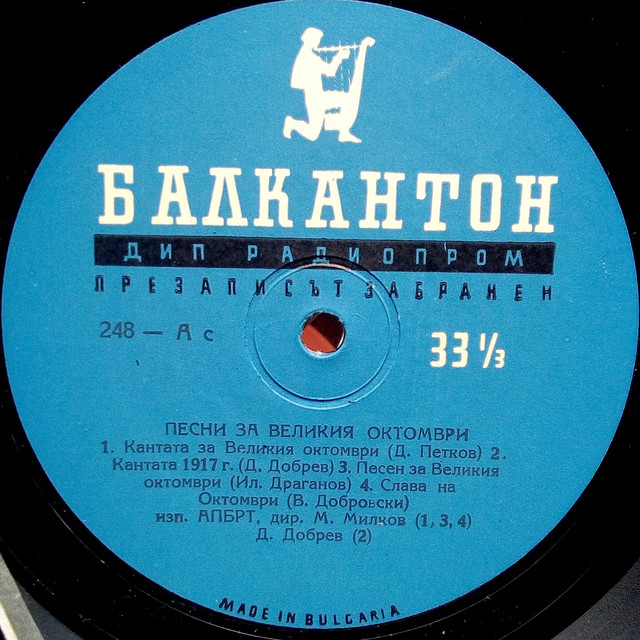 БАЛКАНТОН
ДИП РАДИОПРОМ
ПРЕЗАПИСЪТ ЗАБРАНЕН
248 — А с
33 ⅓
ПЕСНИ ЗА ВЕЛИКИЯ ОКТОМВРИ
1. Кантата за Великия октомври (Д. Петков) 2.
Кантата 1917 г. (Д. Добрев) 3. Песен за Великия
октомври (Ил. Драганов) 4. Слава на
Октомври (В. Добровски)
изп. АПБРТ, дир. М. Милков (1, 3, 4)
Д. Добрев (2)
MADE IN BULGARIA